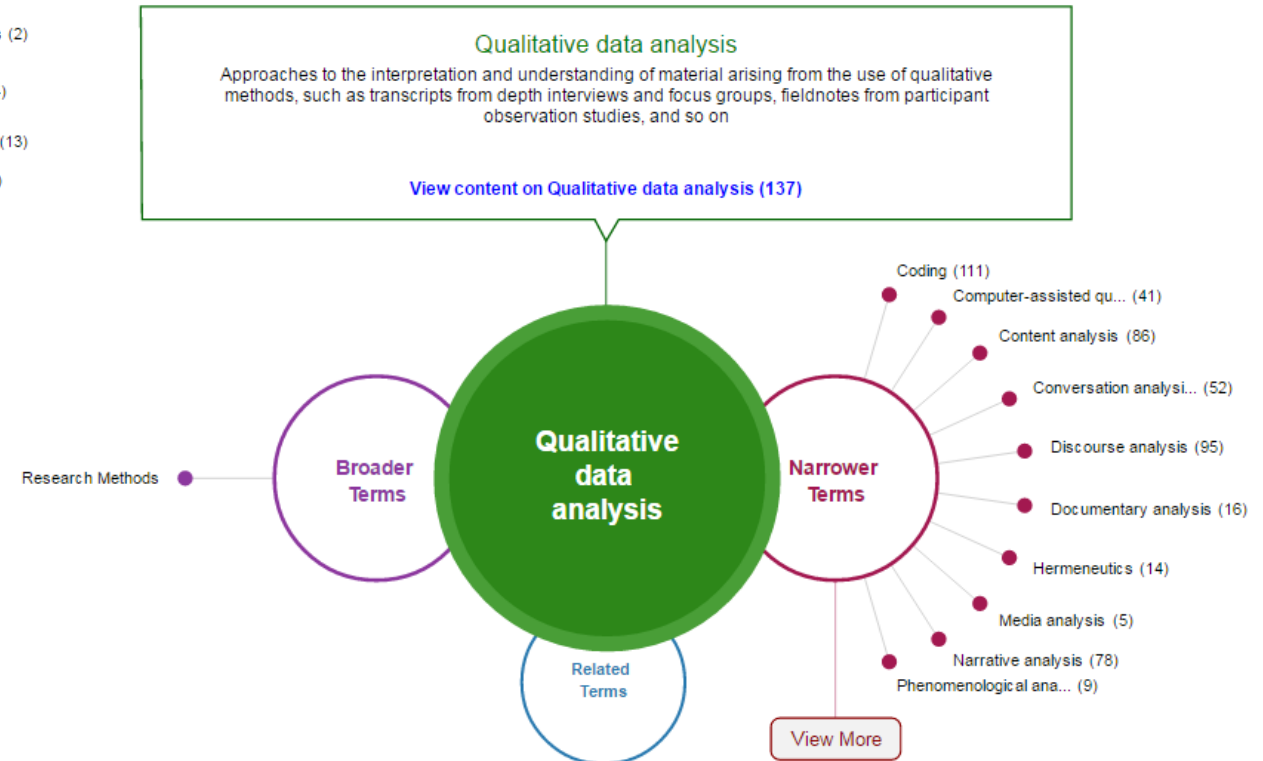 (2)
(13)
Qualitative data analysis
Approaches to the interpretation and understanding of material arising from the use of qualitative
methods, such as transcripts from depth interviews and focus groups, fieldnotes from participant
observation studies, and so on
View content on Qualitative data analysis (137)
Research Methods
Broader
Terms
Qualitative
data
analysis
Narrower
Terms
Coding (111)
Computer-assisted qu... (41)
Content analysis (86)
Conversation analysi... (52)
Discourse analysis (95)
Documentary analysis (16)
Hermeneutics (14)
Media analysis (5)
Narrative analysis (78)
Phenomenological ana... (9)
Related
Terms
View More